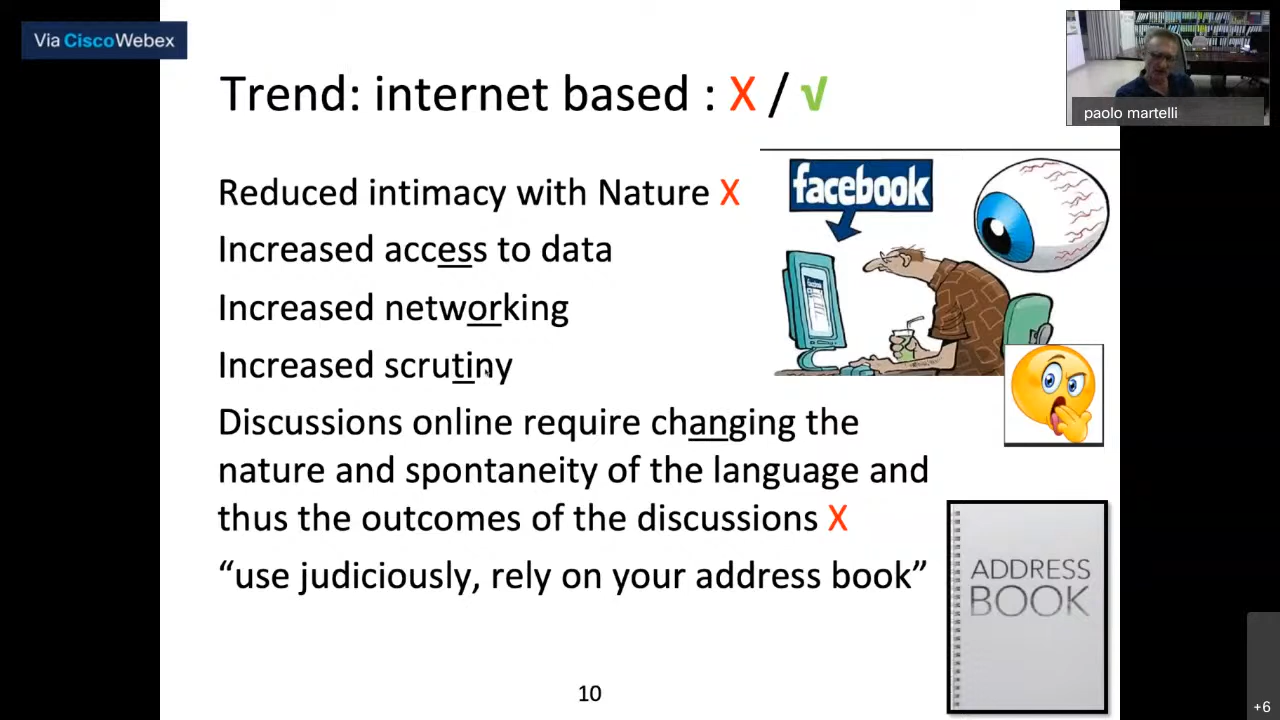 Via CiscoWebex
Trend: internet based : X / √
paolo martelli
Reduced intimacy with Nature X
facebook
Increased access to data
Increased networking
facebook
Increased scrutiny
Discussions online require changing the
nature and spontaneity of the language and
thus the outcomes of the discussions X
“use judiciously, rely on your address book”
ADDRESS
BOOK
10
+6